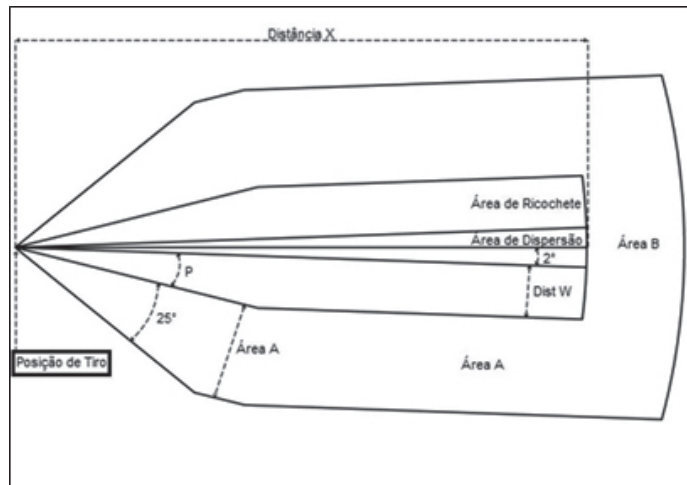 Distância X
Área de Ricochete
Área de Dispersão
Área B
2°
P
Dist W
25°
Área A
Posição de Tiro
Área A